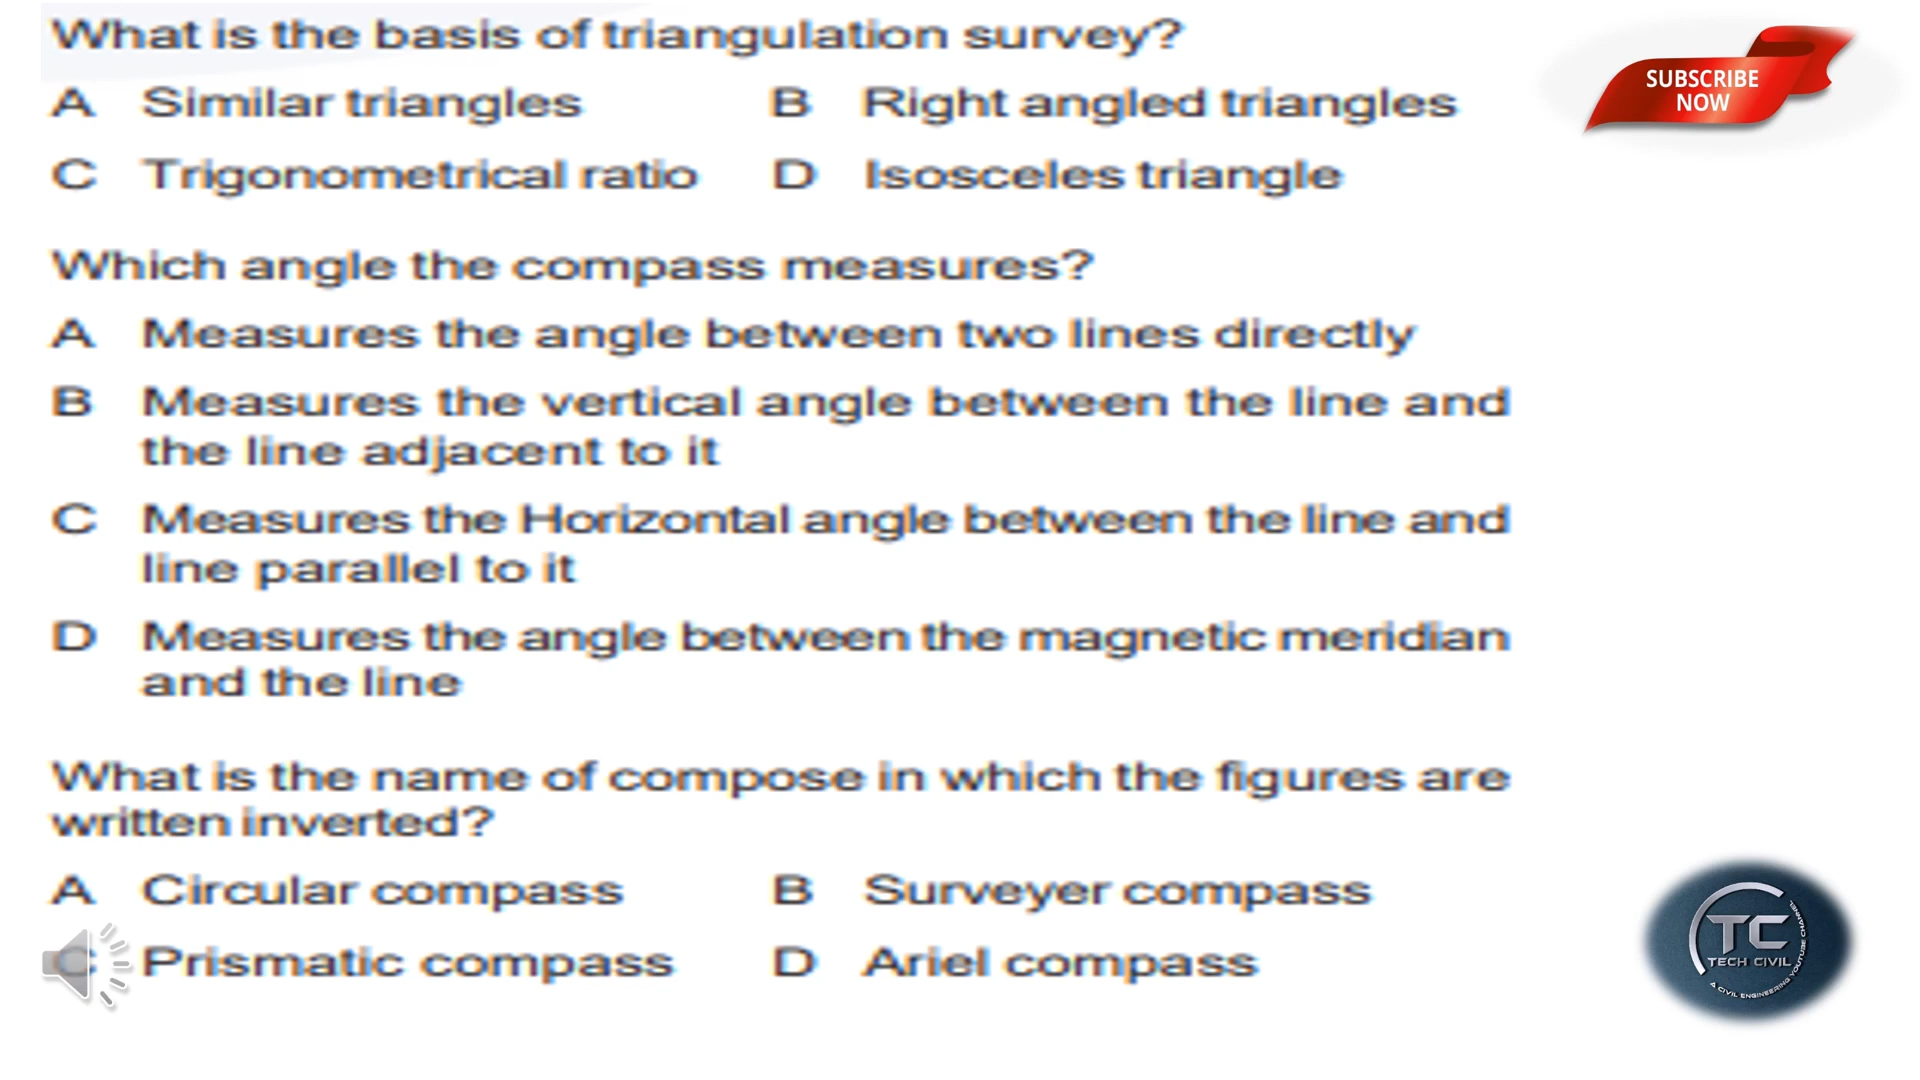 What is the basis of triangulation survey?
SUBSCRIBE
NOW
A Similar triangles B Right angled triangles
C Trigonometrical ratio D Isosceles triangle
Which angle the compass measures?
A Measures the angle between two lines directly
B Measures the vertical angle between the line and
the line adjacent to it
C Measures the Horizontal angle between the line and
line parallel to it
D Measures the angle between the magnetic meridian
and the line
What is the name of compose in which the figures are
written inverted?
A Circular compass B Surveyer compass
C Prismatic compass D Ariel compass
TC
TECH CIVIL
A CIVIL ENGINEERING YOUTUBE CHANNEL